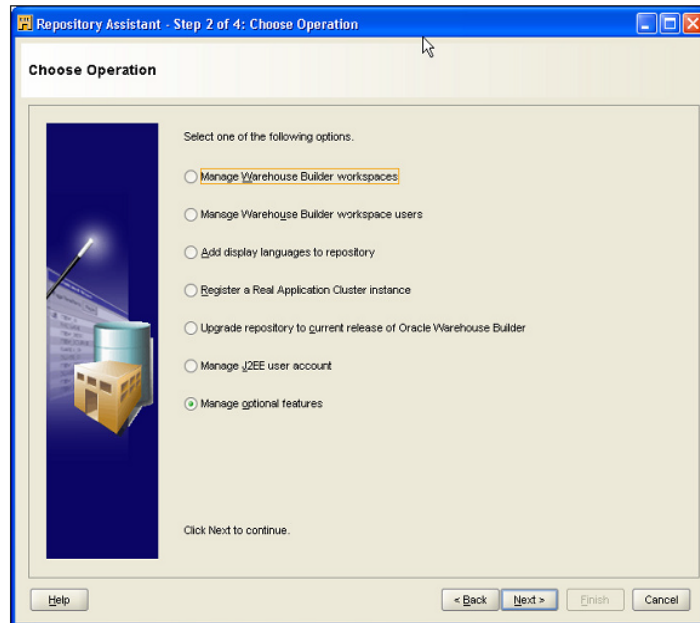 Repository Assistant - Step 2 of 4: Choose Operation
Choose Operation
Select one of the following options.
Manage Warehouse Builder workspaces
Manage Warehouse Builder workspace users
Add display languages to repository
Register a Real Application Cluster instance
Upgrade repository to current release of Oracle Warehouse Builder
Manage J2EE user account
Manage optional features
Click Next to continue.
Help
< Back
Next >
Finish
Cancel